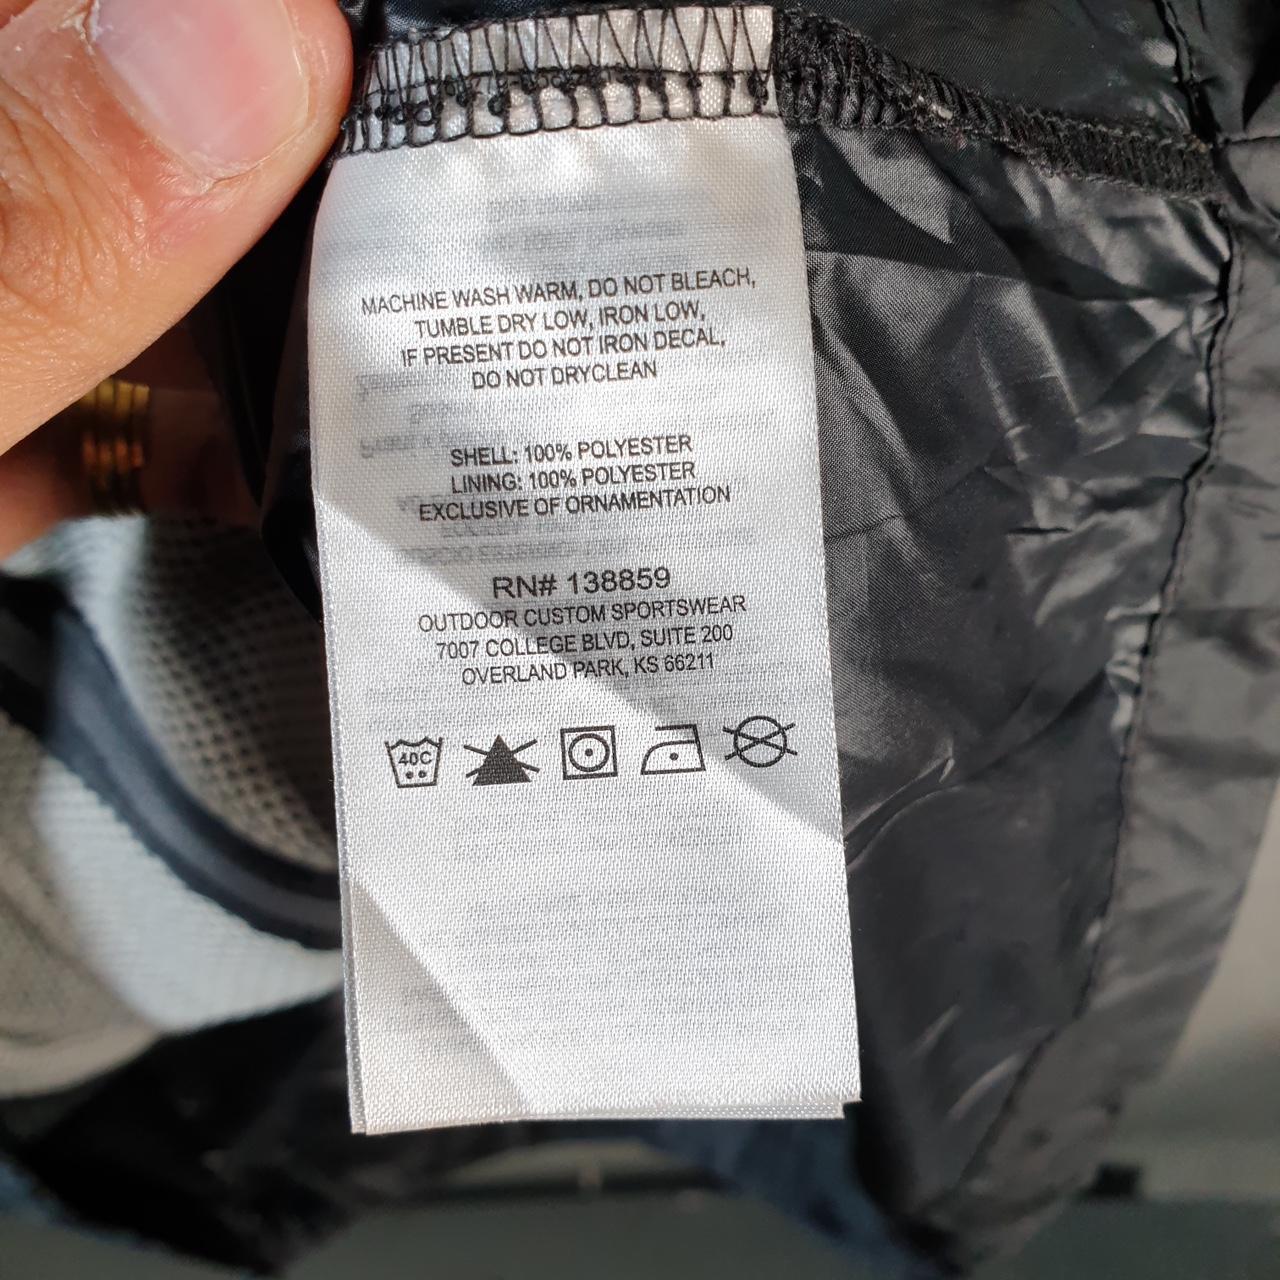 MACHINE WASH WARM, DO NOT BLEACH,
TUMBLE DRY LOW, IRON LOW,
IF PRESENT DO NOT IRON DECAL,
DO NOT DRYCLEAN
SHELL: 100% POLYESTER
LINING: 100% POLYESTER
EXCLUSIVE OF ORNAMENTATION
RN# 138859
OUTDOOR CUSTOM SPORTSWEAR
7007 COLLEGE BLVD, SUITE 200
OVERLAND PARK, KS 66211
40C